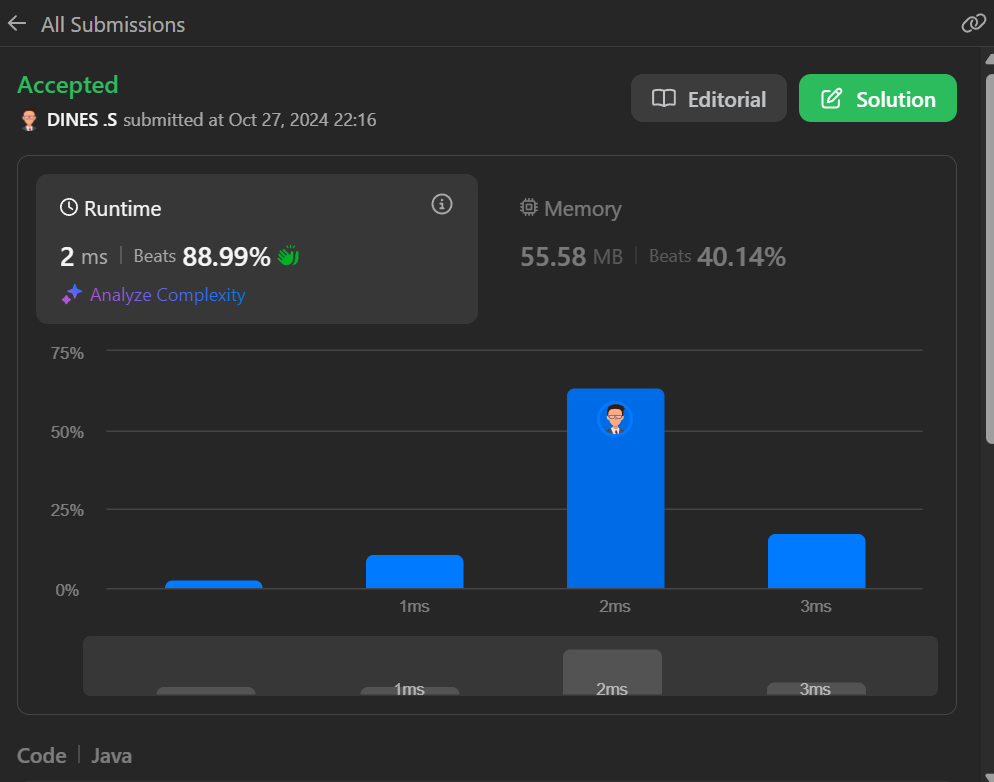 All Submissions
Accepted
Editorial
Solution
DINES .S submitted at Oct 27, 2024 22:16
Runtime
2 ms | Beats 88.99%
Analyze Complexity
Memory
55.58 MB | Beats 40.14%
75%
50%
25%
0%
1ms
2ms
3ms
1ms
2ms
3ms
Code | Java